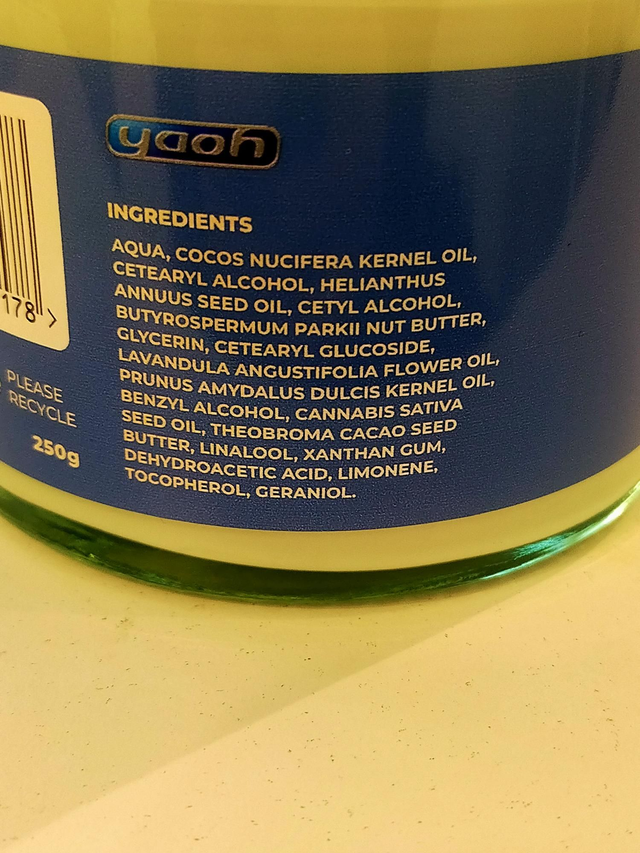 yaoh
INGREDIENTS
AQUA, COCOS NUCIFERA KERNEL OIL,
CETEARYL ALCOHOL, HELIANTHUS
ANNUUS SEED OIL, CETYL ALCOHOL,
BUTYROSPERMUM PARKII NUT BUTTER,
GLYCERIN, CETEARYL GLUCOSIDE,
LAVANDULA ANGUSTIFOLIA FLOWER OIL,
PRUNUS AMYDALUS DULCIS KERNEL OIL,
BENZYL ALCOHOL, CANNABIS SATIVA
SEED OIL, THEOBROMA CACAO SEED
BUTTER, LINALOOL, XANTHAN GUM,
DEHYDROACETIC ACID, LIMONENE,
TOCOPHEROL, GERANIOL.
178 >
PLEASE
RECYCLE
250g